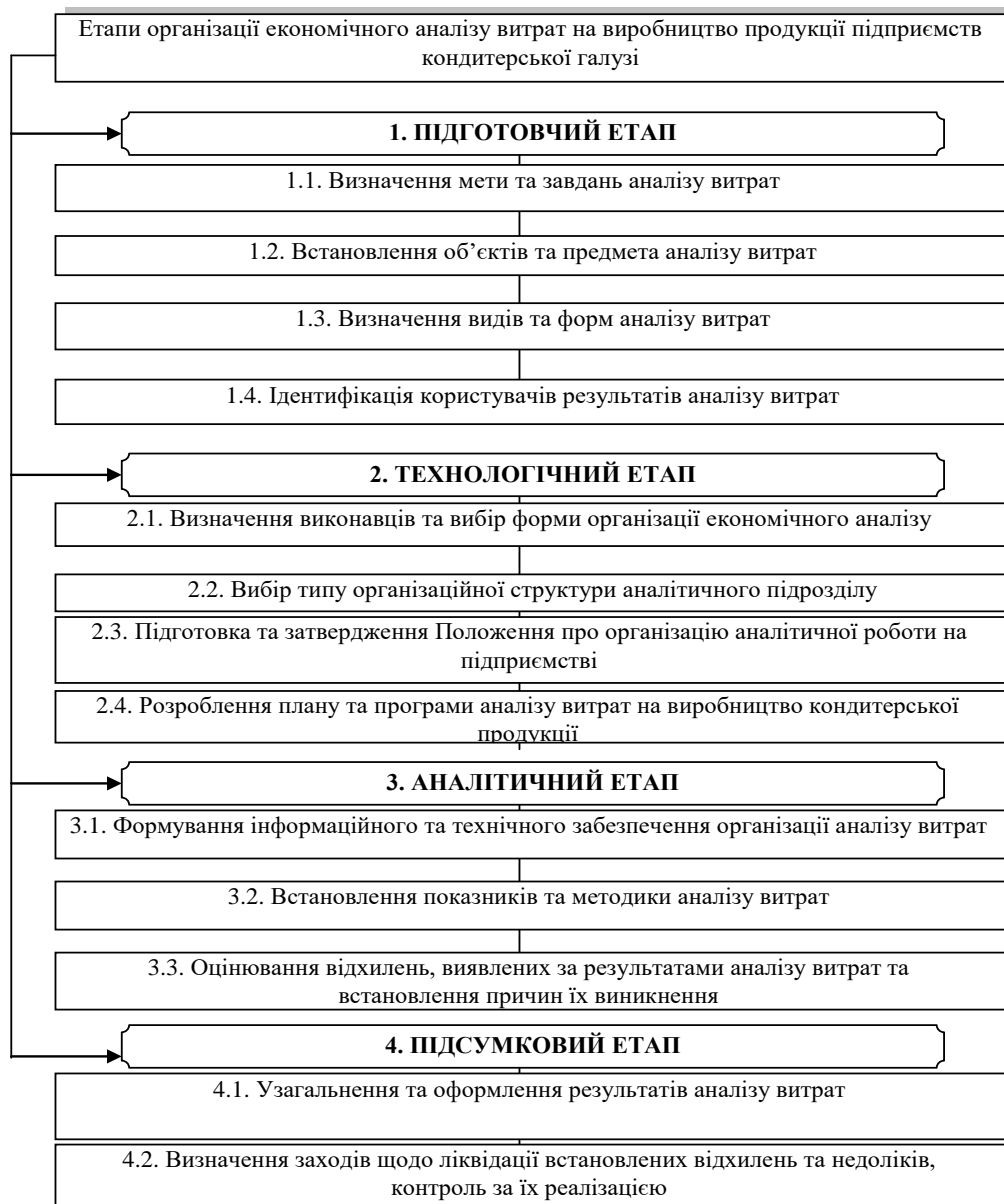 Етапи організації економічного аналізу витрат на виробництво продукції підприємств
кондитерської галузі
1. ПІДГОТОВЧИЙ ЕТАП
1.1. Визначення мети та завдань аналізу витрат
1.2. Встановлення об’єктів та предмета аналізу витрат
1.3. Визначення видів та форм аналізу витрат
1.4. Ідентифікація користувачів результатів аналізу витрат
2. ТЕХНОЛОГІЧНИЙ ЕТАП
2.1. Визначення виконавців та вибір форми організації економічного аналізу
2.2. Вибір типу організаційної структури аналітичного підрозділу
2.3. Підготовка та затвердження Положення про організацію аналітичної роботи на
підприємстві
2.4. Розроблення плану та програми аналізу витрат на виробництво кондитерської
продукції
3. АНАЛІТИЧНИЙ ЕТАП
3.1. Формування інформаційного та технічного забезпечення організації аналізу витрат
3.2. Встановлення показників та методики аналізу витрат
3.3. Оцінювання відхилень, виявлених за результатами аналізу витрат та
встановлення причин їх виникнення
4. ПІДСУМКОВИЙ ЕТАП
4.1. Узагальнення та оформлення результатів аналізу витрат
4.2. Визначення заходів щодо ліквідації встановлених відхилень та недоліків,
контроль за їх реалізацією